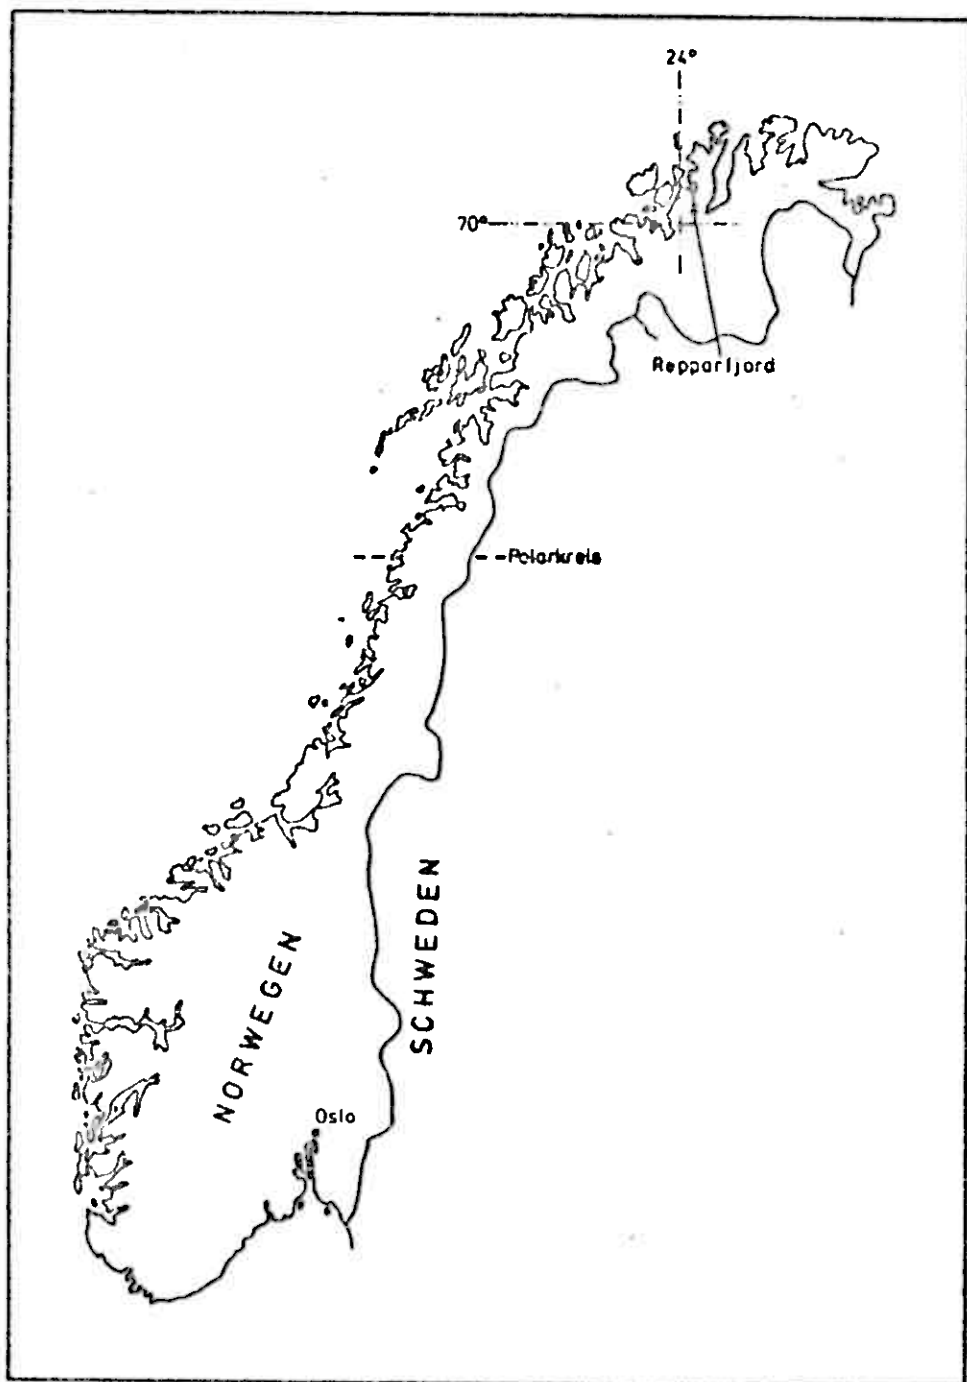 24°
70°
Repparfjord
Polarkreis
SCHWEDEN
NORWEGEN
Oslo